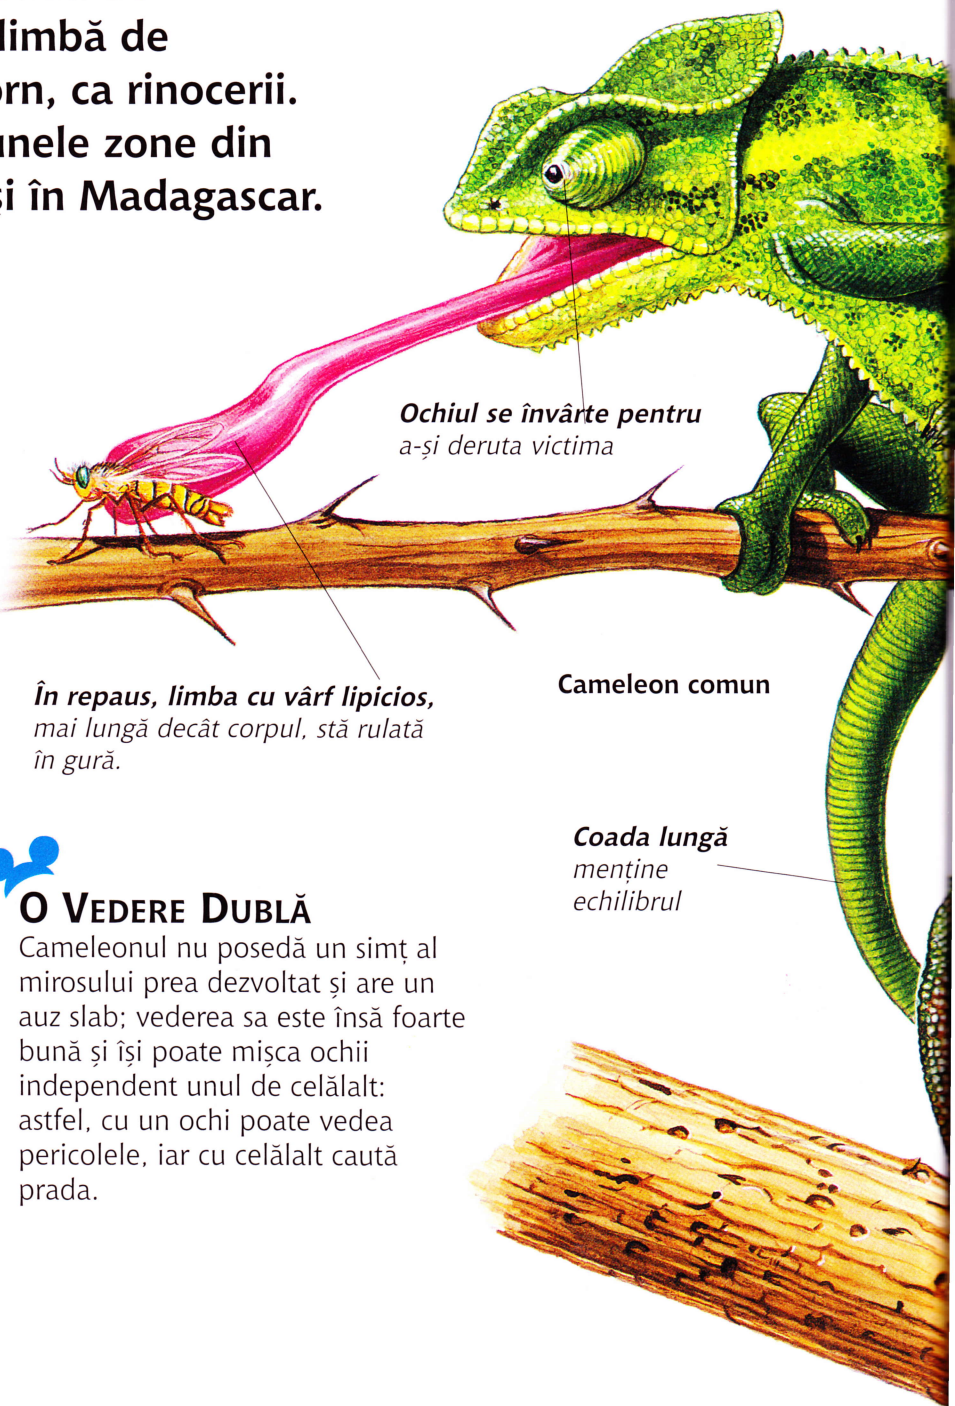 limbă de
orn, ca rinocerii.
unele zone din
și în Madagascar.
Ochiul se învârte pentru
a-și deruta victima
În repaus, limba cu vârf lipicios,
mai lungă decât corpul, stă rulată
în gură.
Cameleon comun
Coada lungă
menține
echilibrul
O VEDERE DUBLĂ
Cameleonul nu posedă un simț al
mirosului prea dezvoltat și are un
auz slab; vederea sa este însă foarte
bună și își poate mișca ochii
independent unul de celălalt:
astfel, cu un ochi poate vedea
pericolele, iar cu celălalt caută
prada.